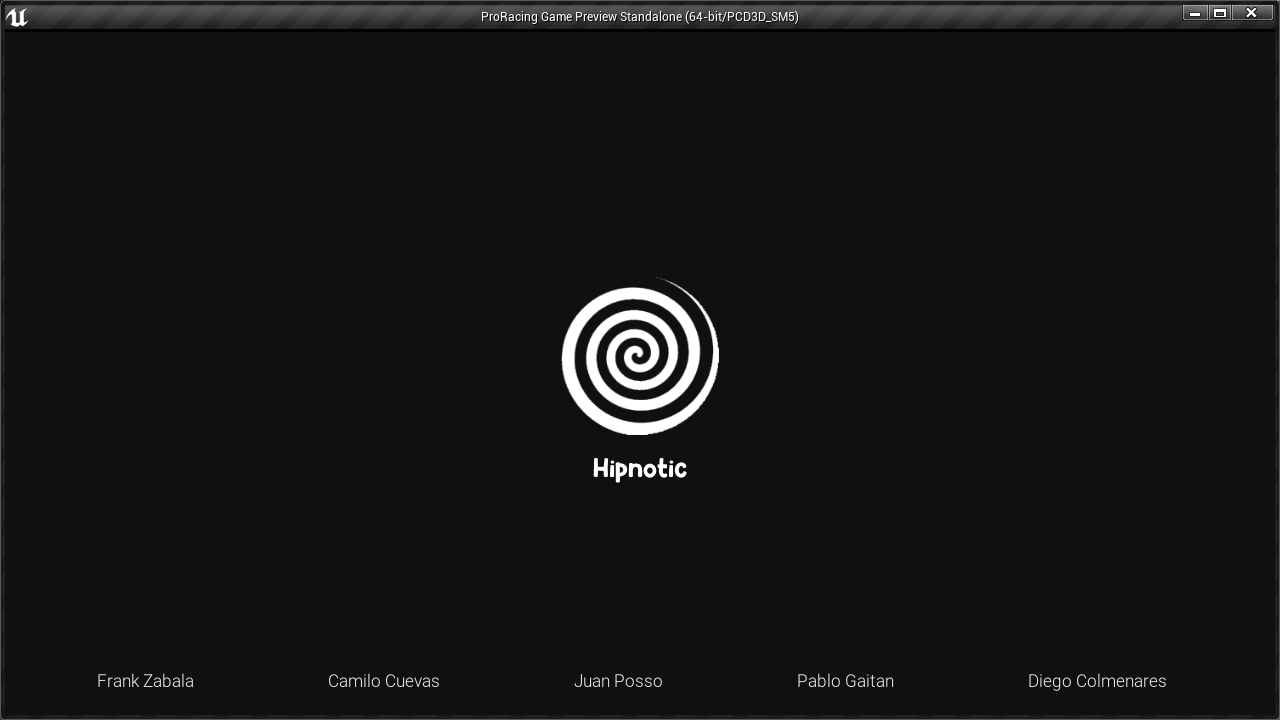 ProRacing Game Preview Standalone (64-bit/PCD3D_SM5)
Hipnotic
Frank Zabala Camilo Cuevas Juan Posso Pablo Gaitan Diego Colmenares